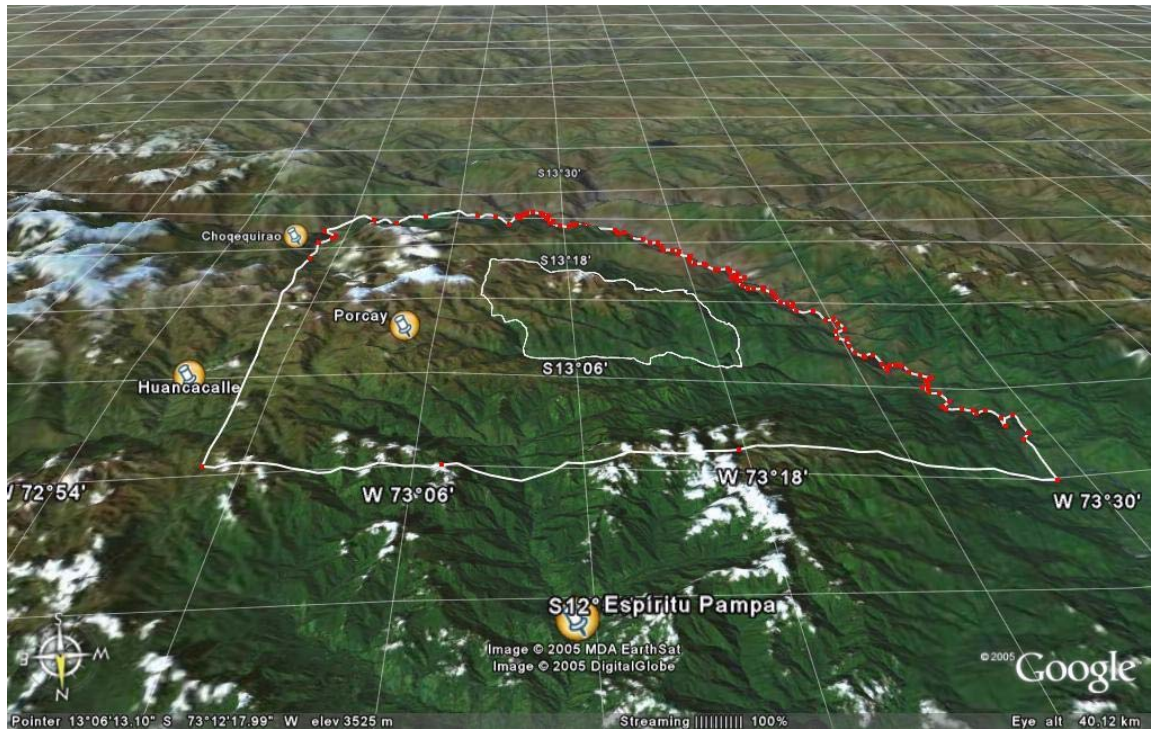 S13°30'
Choqequirao
S13°18'
Porcay
S13°06'
Huancacalle
W 72°54'
W 73°06'
W 73°18'
W 73°30'
S12° Espíritu Pampa
Image © 2005 MDA EarthSat
Image © 2005 DigitalGlobe
© 2005 Google
S
E W
N
Pointer 13°06'13.10" S 73°12'17.99" W elev 3525 m Streaming |||||||||| 100% Eye alt 40.12 km